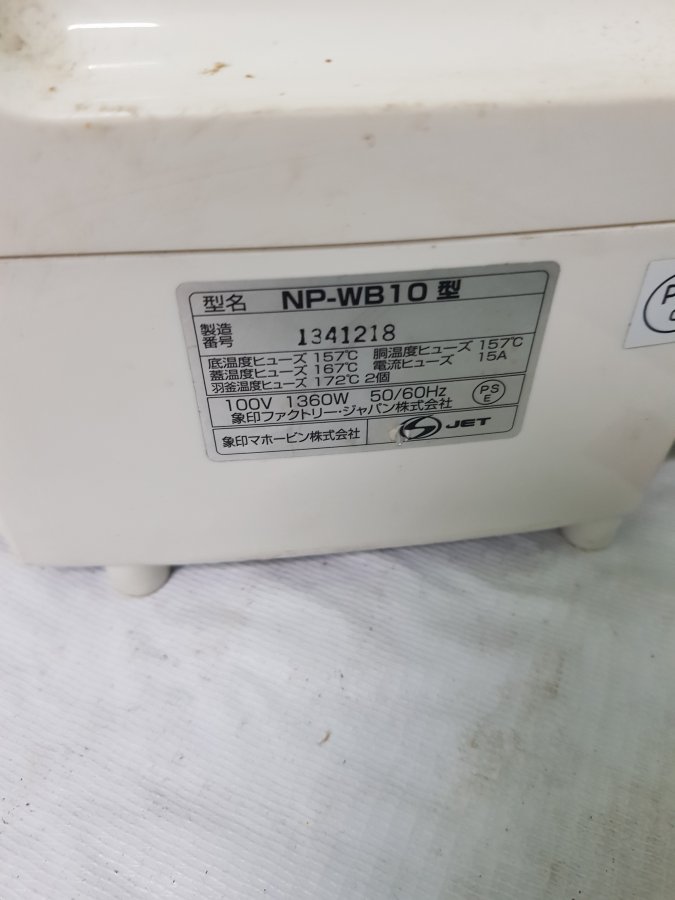 型名 NP-WB10 型
製造番号 1341218
底温度ヒューズ 157℃ 胴温度ヒューズ 157℃
蓋温度ヒューズ 167℃ 電流ヒューズ 15A
羽釜温度ヒューズ 172℃ 2個
100V 1360W 50/60Hz
PS
E
象印ファクトリー・ジャパン株式会社
象印マホービン株式会社 JET